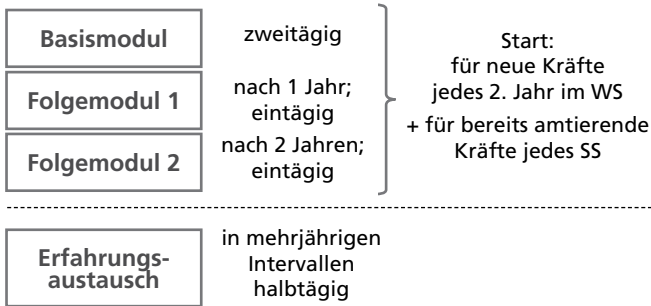 Basismodul
zweitägig
Folgemodul 1
nach 1 Jahr;
eintägig
Folgemodul 2
nach 2 Jahren;
eintägig
Start:
für neue Kräfte
jedes 2. Jahr im WS
+ für bereits amtierende
Kräfte jedes SS
Erfahrungs-
austausch
in mehrjährigen
Intervallen
halbtägig